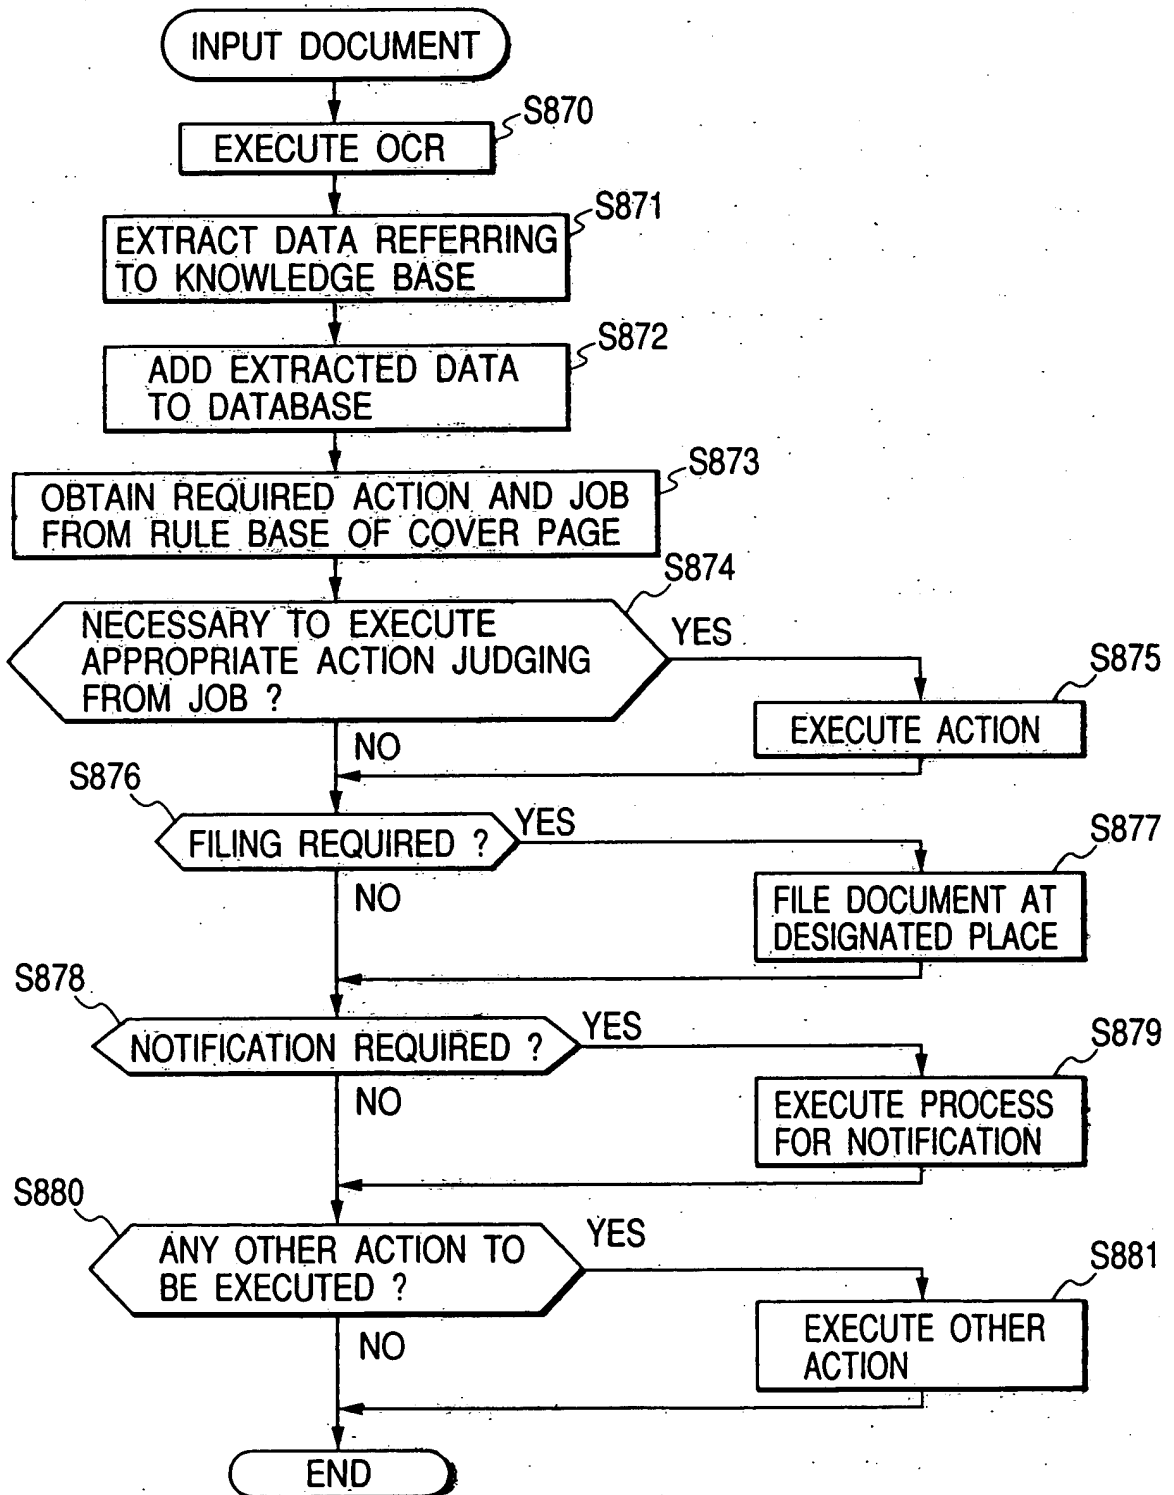 INPUT DOCUMENT
S870
EXECUTE OCR
S871
EXTRACT DATA REFERRING
TO KNOWLEDGE BASE
S872
ADD EXTRACTED DATA
TO DATABASE
S873
OBTAIN REQUIRED ACTION AND JOB
FROM RULE BASE OF COVER PAGE
S874
NECESSARY TO EXECUTE
APPROPRIATE ACTION JUDGING
FROM JOB ?
YES
S875
EXECUTE ACTION
NO
S876
FILING REQUIRED ?
YES
S877
FILE DOCUMENT AT
DESIGNATED PLACE
NO
S878
NOTIFICATION REQUIRED ?
YES
S879
EXECUTE PROCESS
FOR NOTIFICATION
NO
S880
ANY OTHER ACTION TO
BE EXECUTED ?
YES
S881
EXECUTE OTHER
ACTION
NO
END